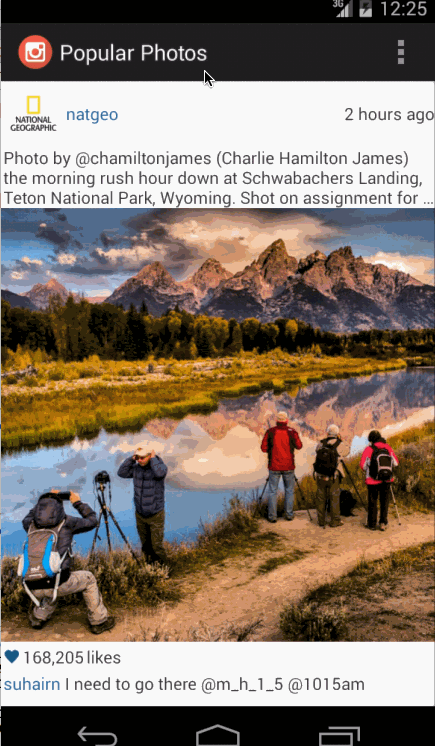 3G 12:25
Popular Photos
NATIONAL
GEOGRAPHIC
natgeo 2 hours ago
Photo by @chamiltonjames (Charlie Hamilton James)
the morning rush hour down at Schwabachers Landing,
Teton National Park, Wyoming. Shot on assignment for ...
168,205 likes
suhairn I need to go there @m_h_1_5 @1015am